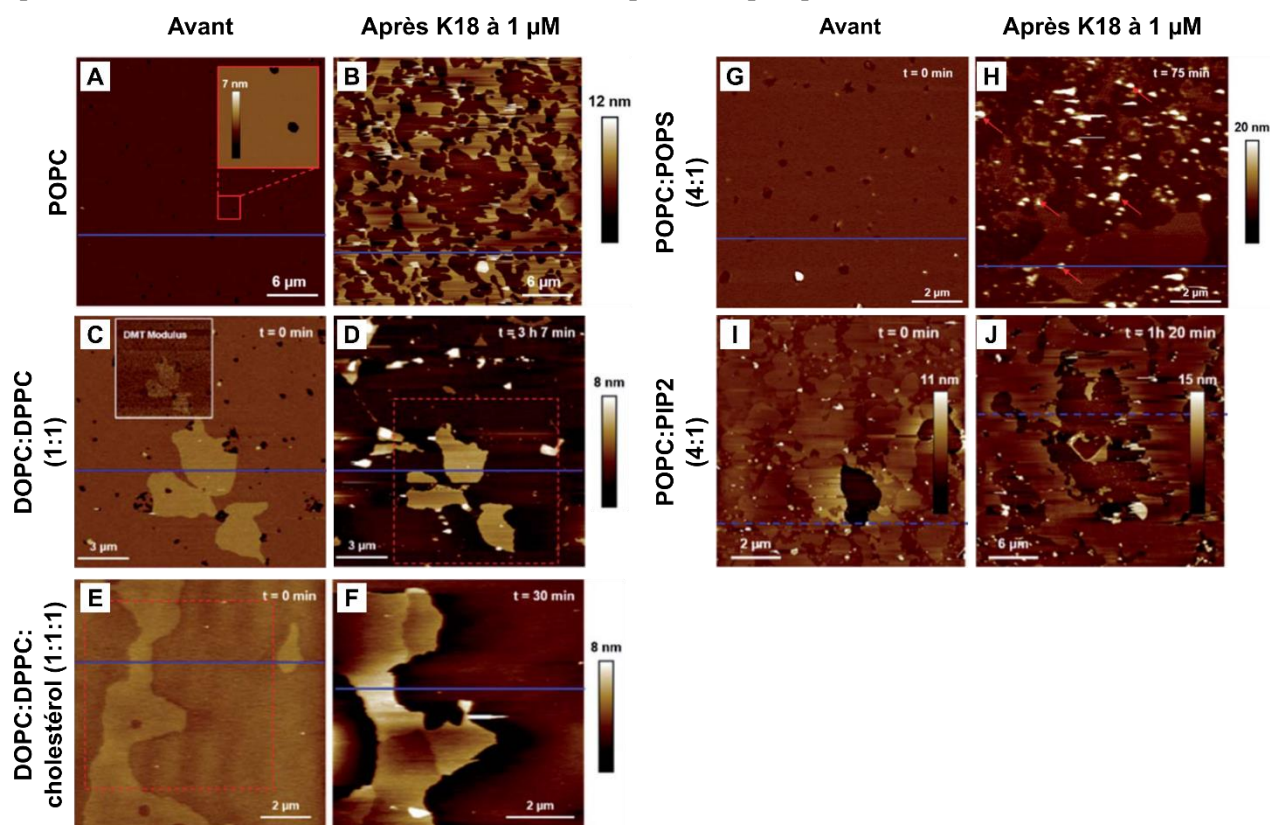 Avant
Après K18 à 1 µM
Avant
Après K18 à 1 µM
POPC
A
7 nm
6 µm
B
6 µm
12 nm
DOPC:DPPC
(1:1)
C
t = 0 min
DMT Modulus
3 µm
D
t = 3 h 7 min
3 µm
8 nm
DOPC:DPPC:
cholestérol (1:1:1)
E
t = 0 min
2 µm
F
t = 30 min
2 µm
8 nm
POPC:POPS
(4:1)
G
t = 0 min
2 µm
H
t = 75 min
2 µm
20 nm
POPC:PIP2
(4:1)
I
t = 0 min
11 nm
2 µm
J
t = 1h 20 min
15 nm
6 µm